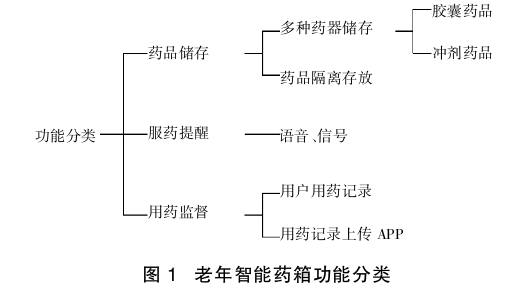 胶囊药品
多种药器储存
药品储存
冲剂药品
药品隔离存放
功能分类
服药提醒
语音、信号
用户用药记录
用药监督
用药记录上传 APP
图 1 老年智能药箱功能分类